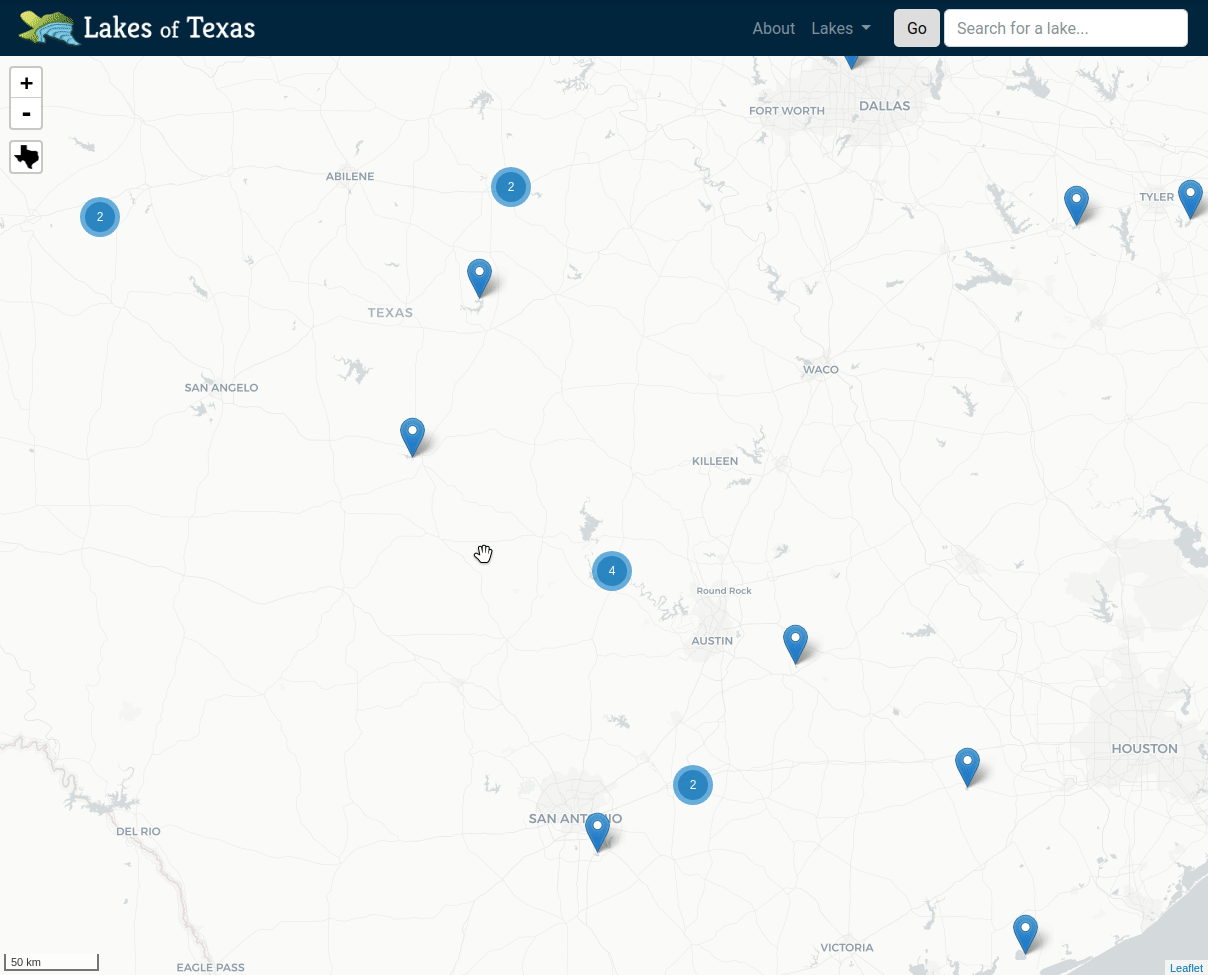 Lakes of Texas
About
Lakes
Go
Search for a lake...
+
-
FORT WORTH
DALLAS
ABILENE
2
2
TYLER
TEXAS
WACO
SAN ANGELO
KILLEEN
4
Round Rock
AUSTIN
HOUSTON
2
SAN ANTONIO
DEL RIO
VICTORIA
50 km
EAGLE PASS
Leaflet